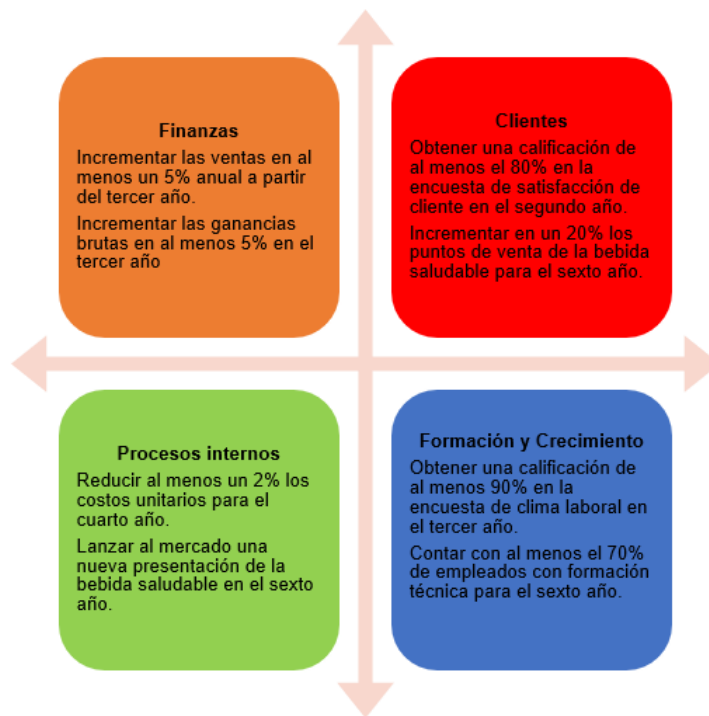 Finanzas
Incrementar las ventas en al
menos un 5% anual a partir
del tercer año.
Incrementar las ganancias
brutas en al menos 5% en el
tercer año
Clientes
Obtener una calificación de
al menos el 80% en la
encuesta de satisfacción de
cliente en el segundo año.
Incrementar en un 20% los
puntos de venta de la bebida
saludable para el sexto año.
Procesos internos
Reducir al menos un 2% los
costos unitarios para el
cuarto año.
Lanzar al mercado una
nueva presentación de la
bebida saludable en el sexto
año.
Formación y Crecimiento
Obtener una calificación de
al menos 90% en la
encuesta de clima laboral en
el tercer año.
Contar con al menos el 70%
de empleados con formación
técnica para el sexto año.